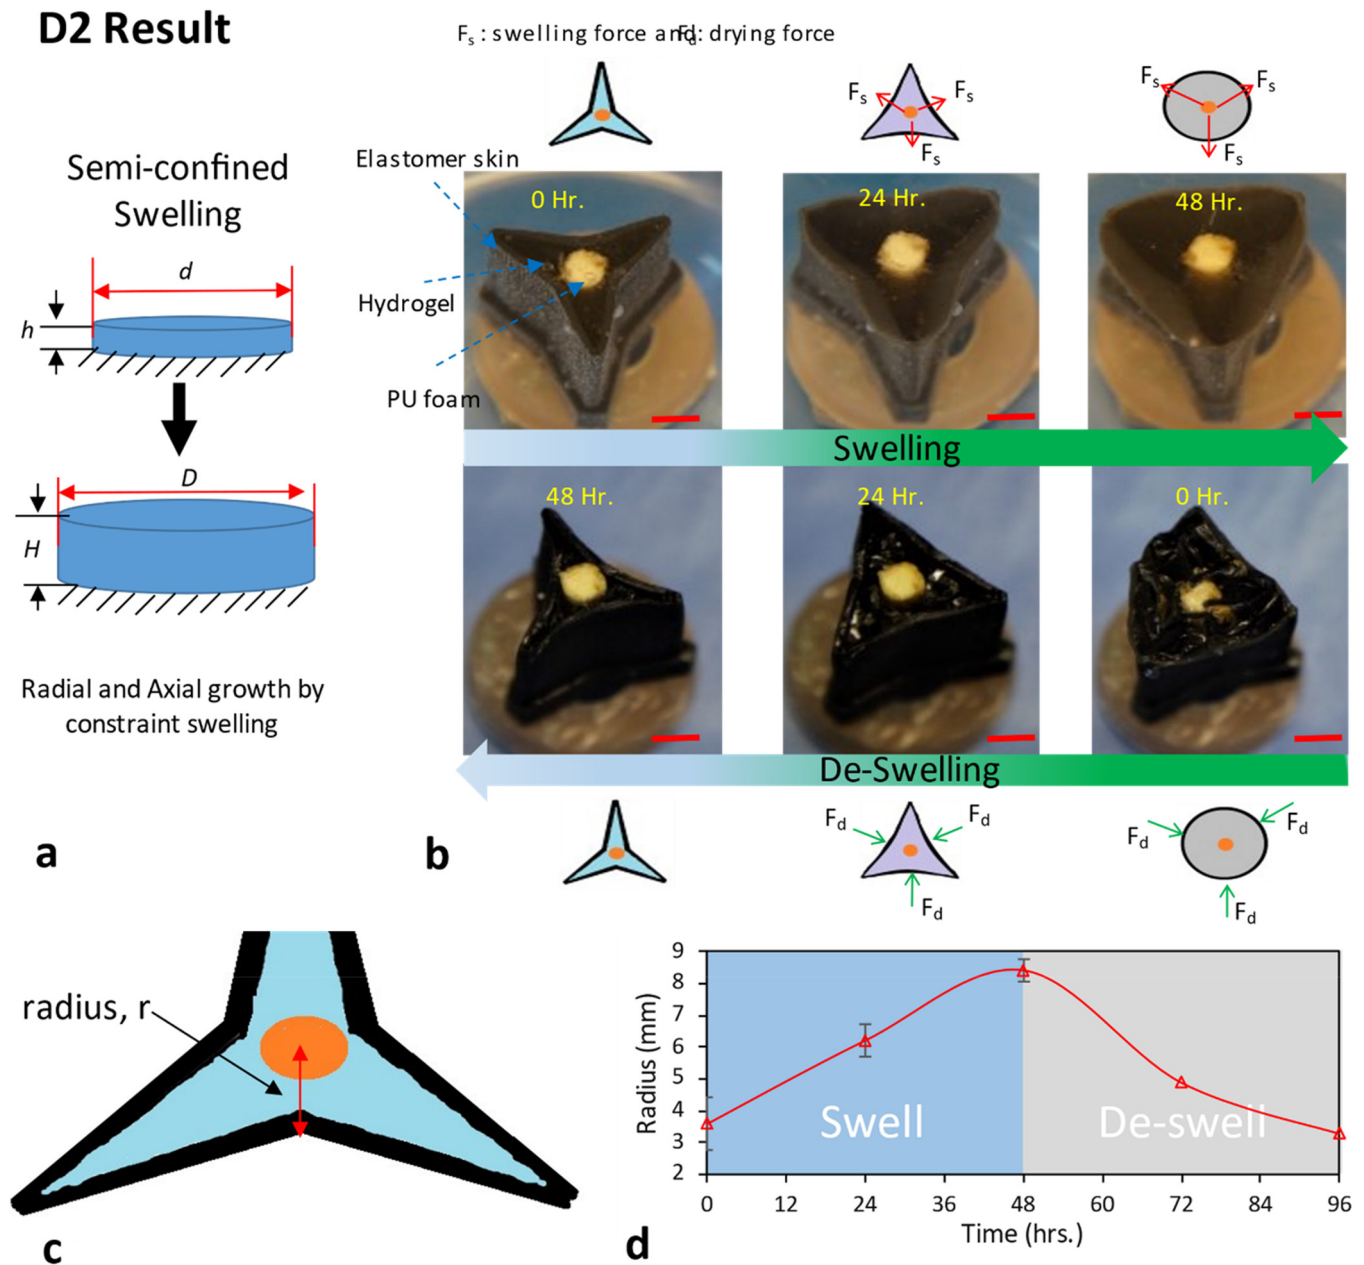 D2 Result
Fs : swelling force and Fd: drying force
Semi-confined
Swelling
d
h
D
H
Radial and Axial growth by
constraint swelling
a
Fs
Fs
Fs
Fs
Fs
Fs
Elastomer skin
Hydrogel
PU foam
0 Hr.
24 Hr.
48 Hr.
Swelling
48 Hr.
24 Hr.
0 Hr.
De-Swelling
Fd
Fd
Fd
Fd
Fd
Fd
b
radius, r
c
9
8
7
6
5
4
3
2
Radius (mm)
Swell
De-swell
0 12 24 36 48 60 72 84 96
Time (hrs.)
d